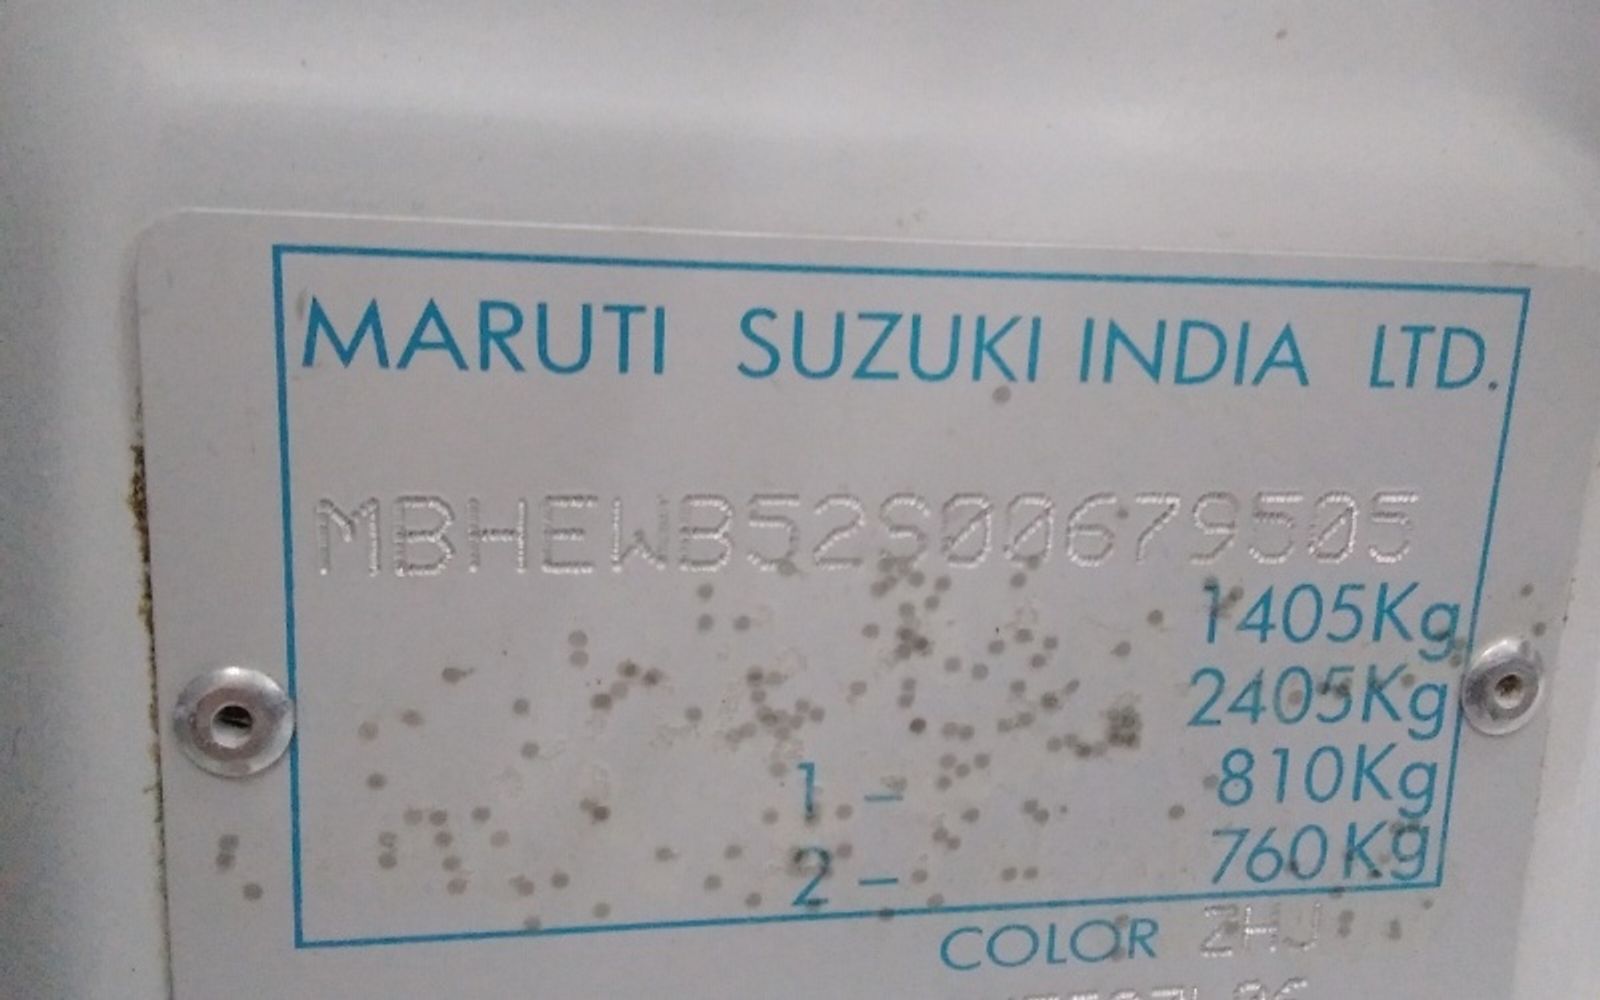 MARUTI SUZUKI INDIA LTD.
MBHEWB52S00679505
1405Kg
2405Kg
1 – 810Kg
2 – 760Kg
COLOR ZHJ